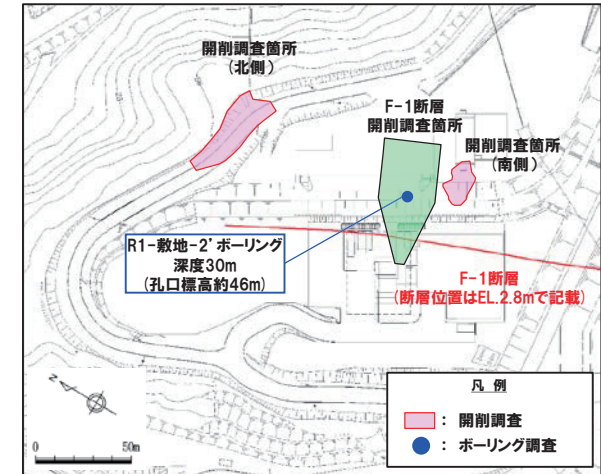 開削調査箇所
(北側)
F-1断層
開削調査箇所
開削調査箇所
(南側)
R1-敷地-2'ボーリング
深度30m
(孔口標高約46m)
F-1断層
(断層位置はEL.2.8mで記載)
N
0 50m
凡 例
: 開削調査
: ボーリング調査